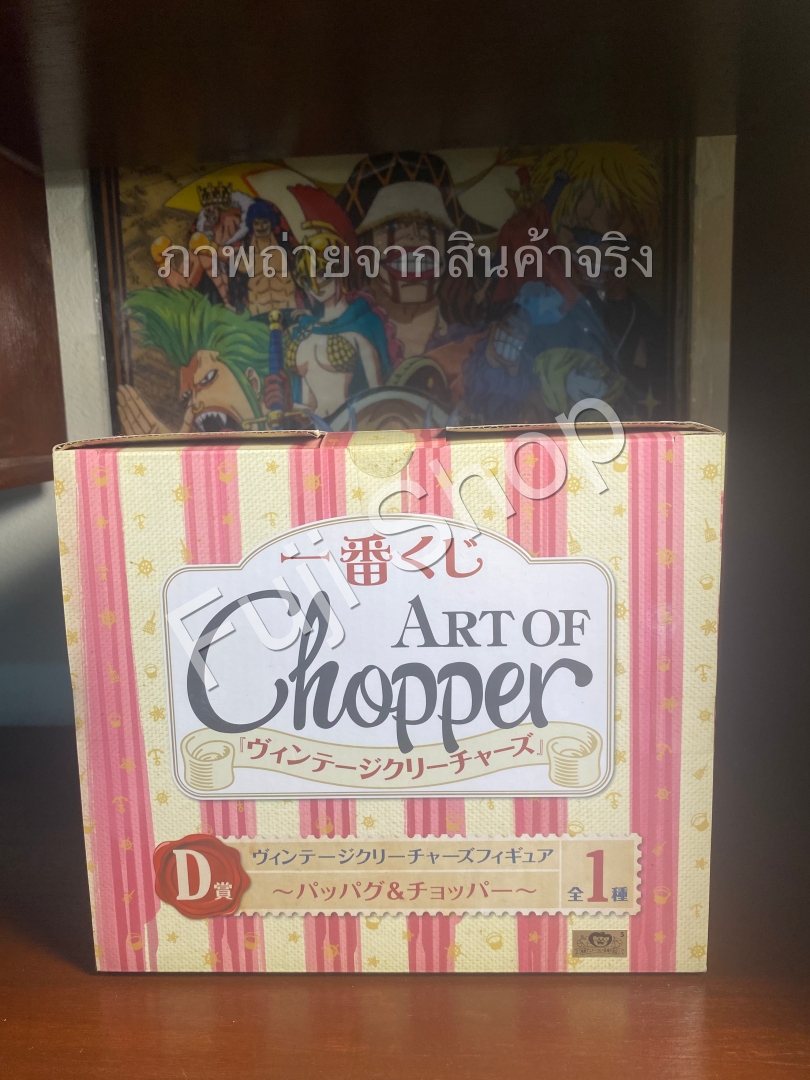 ภาพถ่ายจากสินค้าจริง
Fuji Shop
一番くじ
ART OF
Chopper
『ヴィンテージクリーチャーズ』
D賞
ヴィンテージクリーチャーズフィギュア
～パッパグ&チョッパー～
全1種